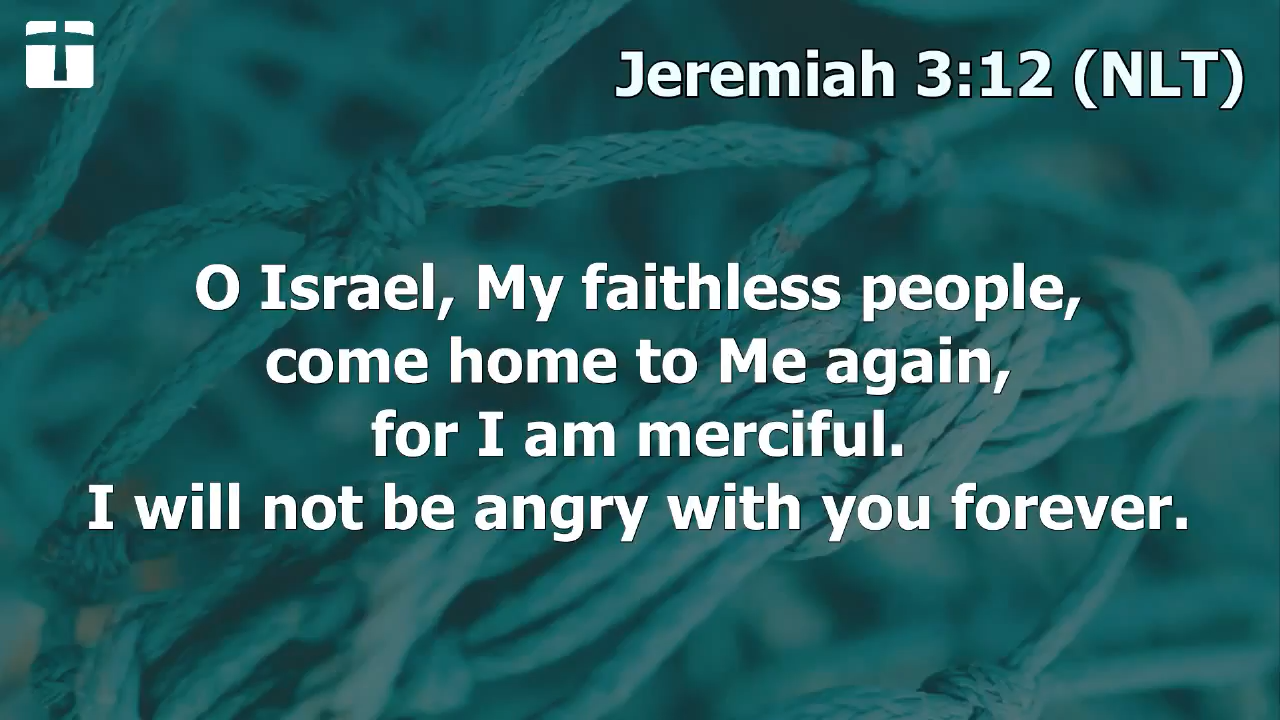 Jeremiah 3:12 (NLT)
O Israel, My faithless people,
come home to Me again,
for I am merciful.
I will not be angry with you forever.